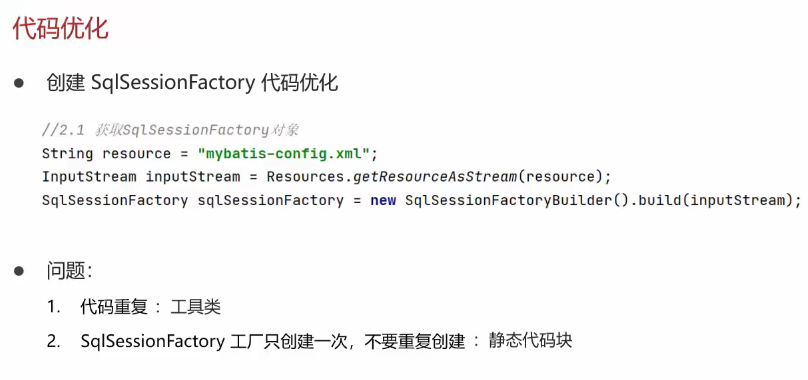 代码优化
● 创建 SqlSessionFactory 代码优化
//2.1 获取SqlSessionFactory对象
String resource = "mybatis-config.xml";
InputStream inputStream = Resources.getResourceAsStream(resource);
SqlSessionFactory sqlSessionFactory = new SqlSessionFactoryBuilder().build(inputStream);
● 问题：
1. 代码重复：工具类
2. SqlSessionFactory 工厂只创建一次，不要重复创建：静态代码块